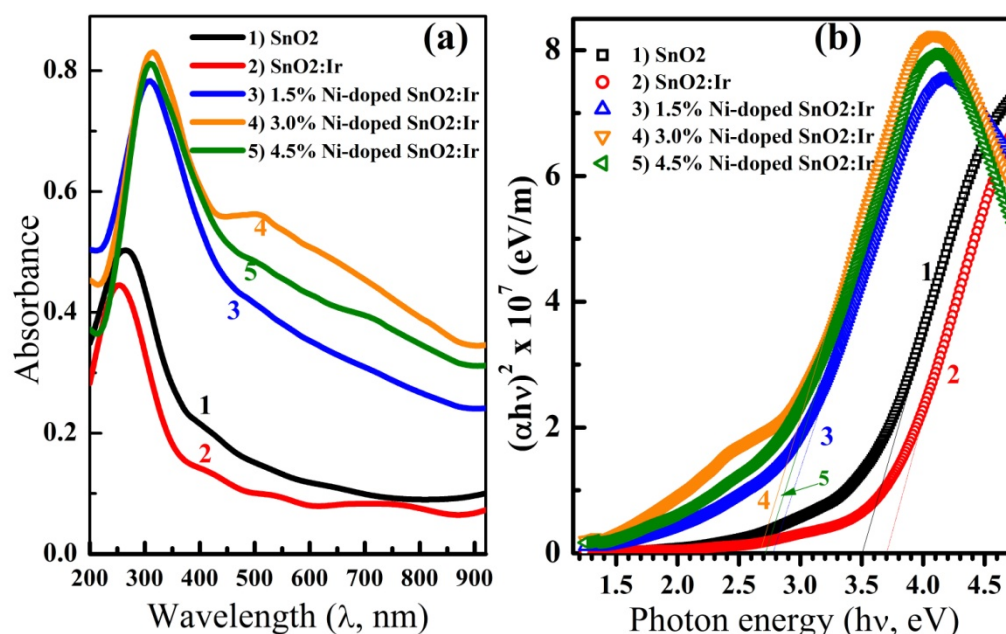 (a)
1) SnO2
2) SnO2:Ir
3) 1.5% Ni-doped SnO2:Ir
4) 3.0% Ni-doped SnO2:Ir
5) 4.5% Ni-doped SnO2:Ir
0.8
0.6
0.4
0.2
0.0
Absorbance
4
5
3
1
2
200 300 400 500 600 700 800 900
Wavelength (λ, nm)
(b)
1) SnO2
2) SnO2:Ir
3) 1.5% Ni-doped SnO2:Ir
4) 3.0% Ni-doped SnO2:Ir
5) 4.5% Ni-doped SnO2:Ir
8
6
4
2
0
(αhν)² x 10⁷ (eV/m)
1
2
3
5
4
1.5 2.0 2.5 3.0 3.5 4.0 4.5
Photon energy (hν, eV)